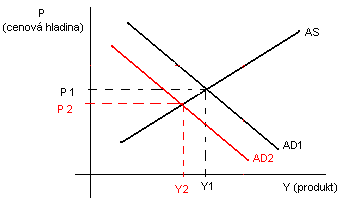 P
(cenová hladina)
AS
P 1
P 2
AD1
AD2
Y2
Y1
Y (produkt)